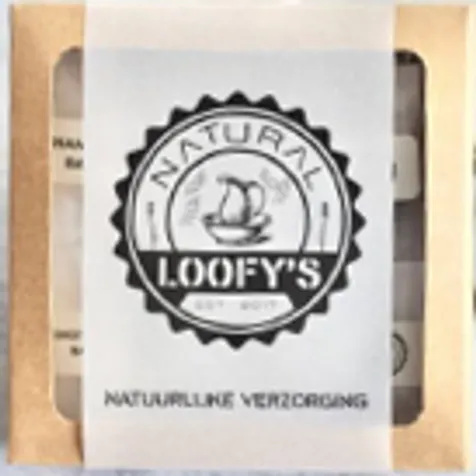 NATURAL
LOOFY'S
EST 2017
NATUURLIJKE VERZORGING